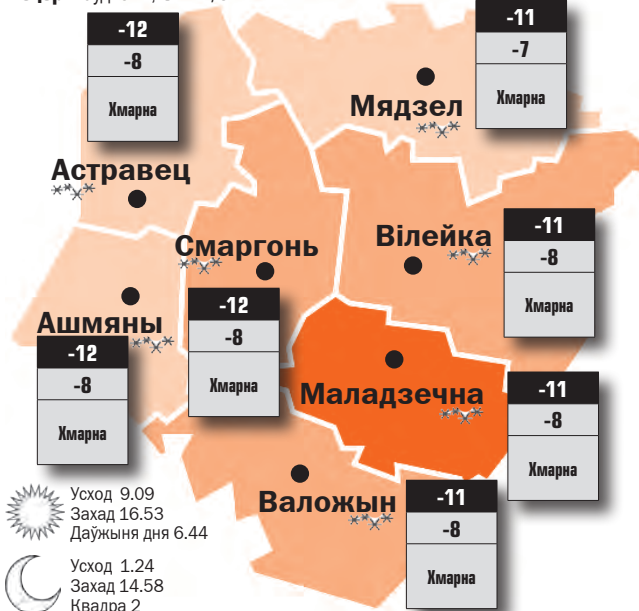 -12
-8
Хмарна
Астравец
-11
-7
Хмарна
Мядзел
Смаргонь
-12
-8
Хмарна
Вілейка
-11
-8
Хмарна
Ашмяны
-12
-8
Хмарна
Маладзечна
-11
-8
Хмарна
Валожын
-11
-8
Хмарна
Усход 9.09
Захад 16.53
Даўжыня дня 6.44
Усход 1.24
Захад 14.58
Квадра 2